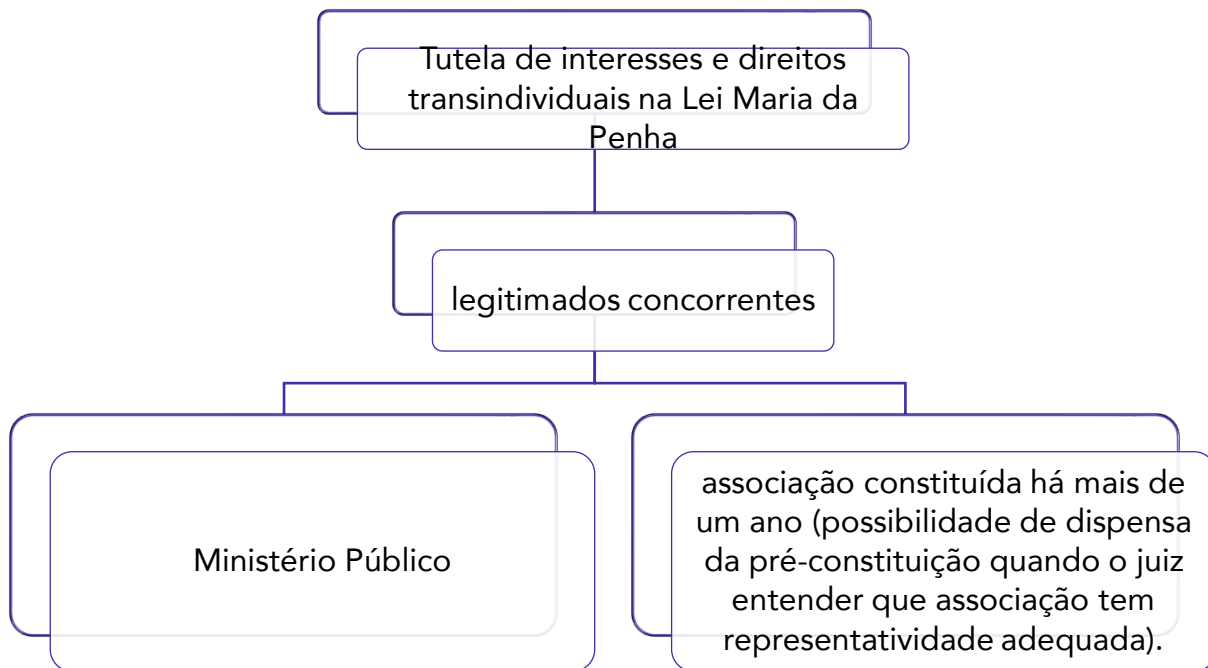 Tutela de interesses e direitos
transindividuais na Lei Maria da
Penha
legitimados concorrentes
Ministério Público
associação constituída há mais de
um ano (possibilidade de dispensa
da pré-constituição quando o juiz
entender que associação tem
representatividade adequada).